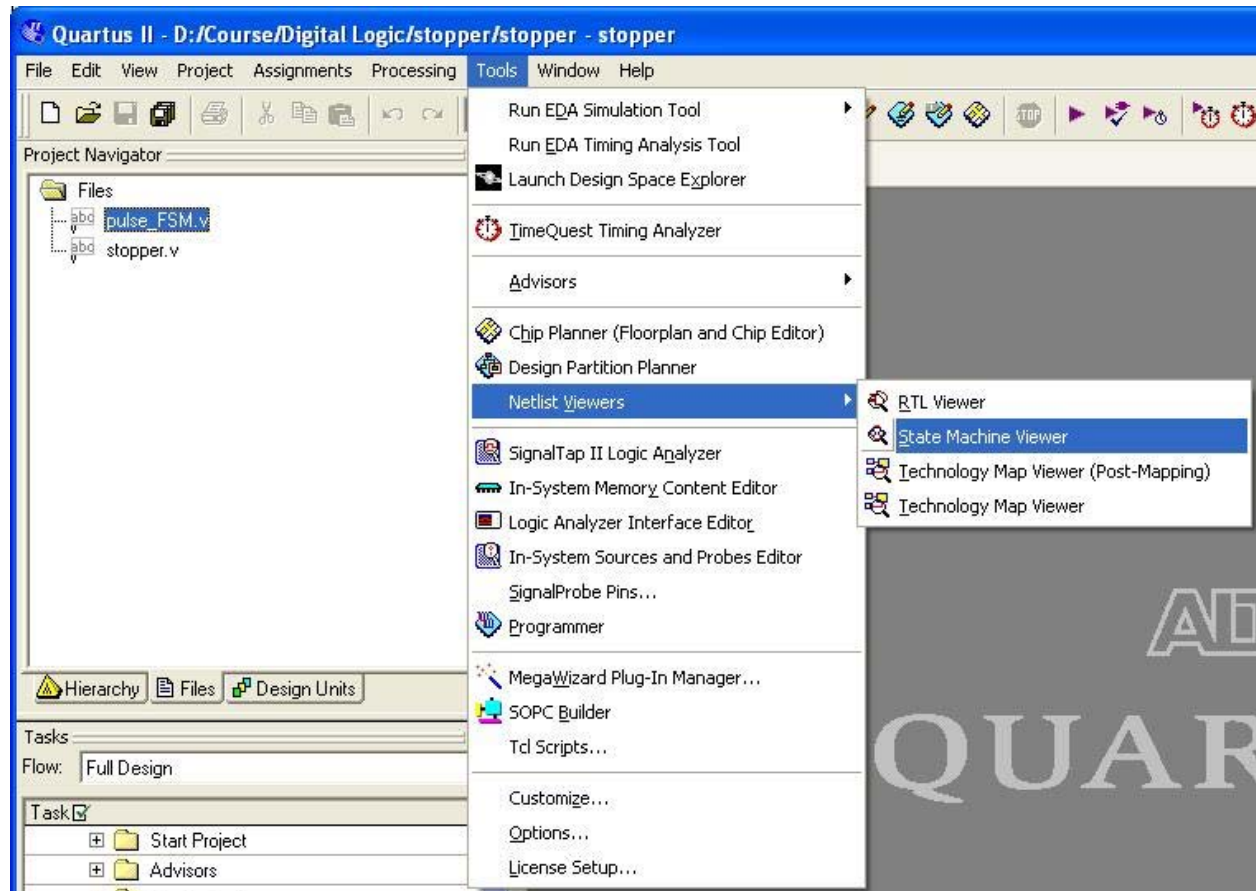 Quartus II - D:/Course/Digital Logic/stopper/stopper - stopper
File Edit View Project Assignments Processing Tools Window Help
STOP
Project Navigator
Files
abd pulse_FSM.v
abd stopper.v
Hierarchy Files Design Units
Tasks
Flow: Full Design
Task
Start Project
Advisors
Run EDA Simulation Tool
Run EDA Timing Analysis Tool
Launch Design Space Explorer
TimeQuest Timing Analyzer
Advisors
Chip Planner (Floorplan and Chip Editor)
Design Partition Planner
Netlist Viewers
SignalTap II Logic Analyzer
In-System Memory Content Editor
Logic Analyzer Interface Editor
In-System Sources and Probes Editor
SignalProbe Pins...
Programmer
MegaWizard Plug-In Manager...
SOPC Builder
Tcl Scripts...
Customize...
Options...
License Setup...
RTL Viewer
State Machine Viewer
Technology Map Viewer (Post-Mapping)
Technology Map Viewer
QUAR